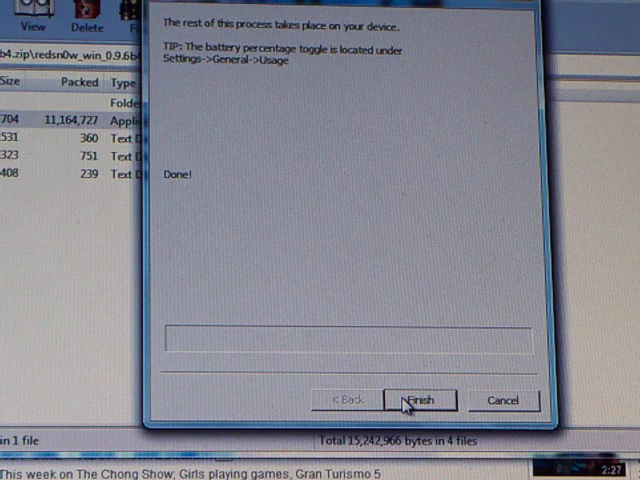 View
Delete
b4.zip\redsn0w_win_0.9.6b4
Size Packed Type
Folde
704 11,164,727 Appli
531 360 Text D
323 751 Text D
408 239 Text D
The rest of this process takes place on your device.
TIP: The battery percentage toggle is located under
Settings->General->Usage
Done!
< Back
Finish
Cancel
in 1 file
Total 15,242,966 bytes in 4 files
This week on The Chong Show; Girls playing games, Gran Turismo 5
2:27